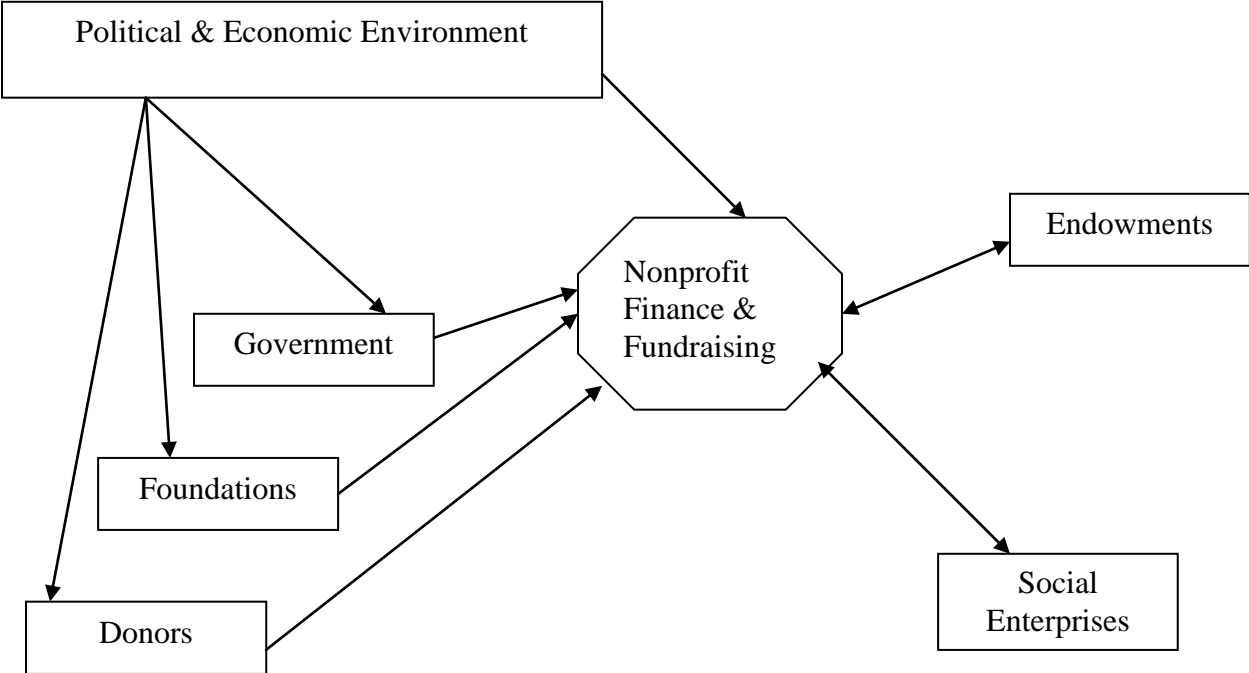 Political & Economic Environment
Endowments
Nonprofit
Finance &
Fundraising
Government
Foundations
Social
Enterprises
Donors